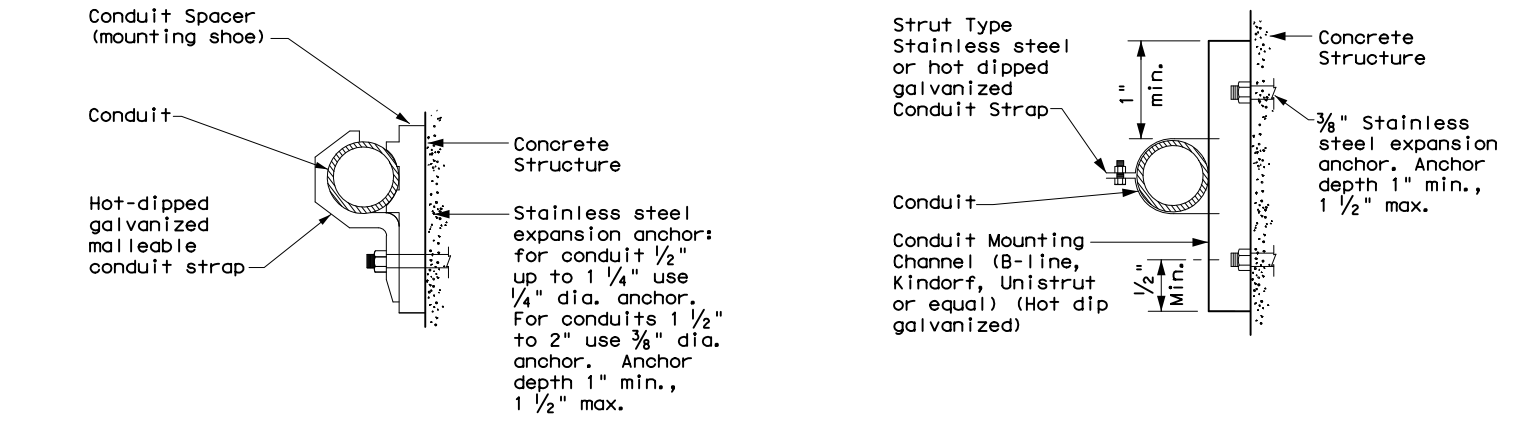 Conduit Spacer
(mounting shoe)
Conduit
Hot-dipped
galvanized
malleable
conduit strap
Concrete
Structure
Stainless steel
expansion anchor:
for conduit 1/2"
up to 1 1/4" use
1/4" dia. anchor.
For conduits 1 1/2"
to 2" use 3/8" dia.
anchor. Anchor
depth 1" min.,
1 1/2" max.
Strut Type
Stainless steel
or hot dipped
galvanized
Conduit Strap
1"
min.
Conduit
Conduit Mounting
Channel (B-line,
Kindorf, Unistrut
or equal) (Hot dip
galvanized)
1/2"
Min.
Concrete
Structure
3/8" Stainless
steel expansion
anchor. Anchor
depth 1" min.,
1 1/2" max.